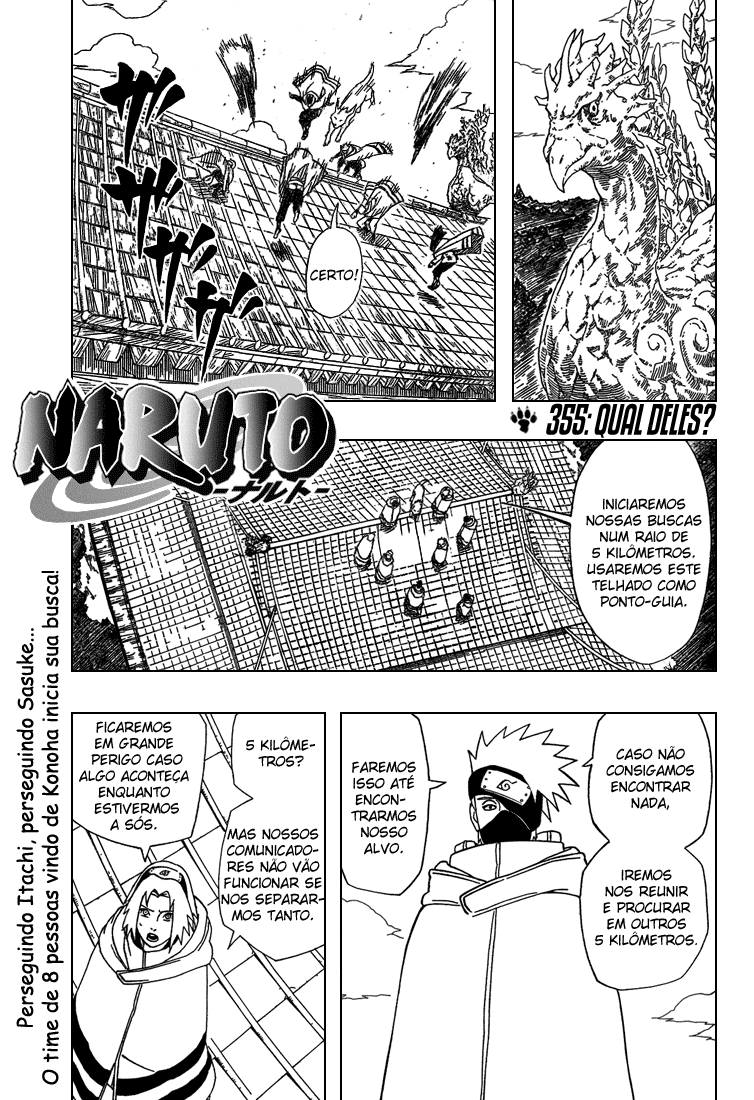 ザッ
ザザザッ
CERTO!
NARUTO
-ナルト-
355: QUAL DELES?
INICIAREMOS
NOSSAS BUSCAS
NUM RAIO DE
5 KILÔMETROS.
USAREMOS ESTE
TELHADO COMO
PONTO-GUIA.
Perseguindo Itachi, perseguindo Sasuke...
O time de 8 pessoas vindo de Konoha inicia sua busca!
CASO NÃO
CONSIGAMOS
ENCONTRAR
NADA,
IREMOS
NOS REUNIR
E PROCURAR
EM OUTROS
5 KILÔMETROS.
FAREMOS
ISSO ATÉ
ENCON-
TRARMOS
NOSSO
ALVO.
5 KILÔME-
TROS?
MAS NOSSOS
COMUNICADO-
RES NÃO VÃO
FUNCIONAR SE
NOS SEPARAR-
MOS TANTO.
FICAREMOS
EM GRANDE
PERIGO CASO
ALGO ACONTEÇA
ENQUANTO
ESTIVERMOS
A SÓS.